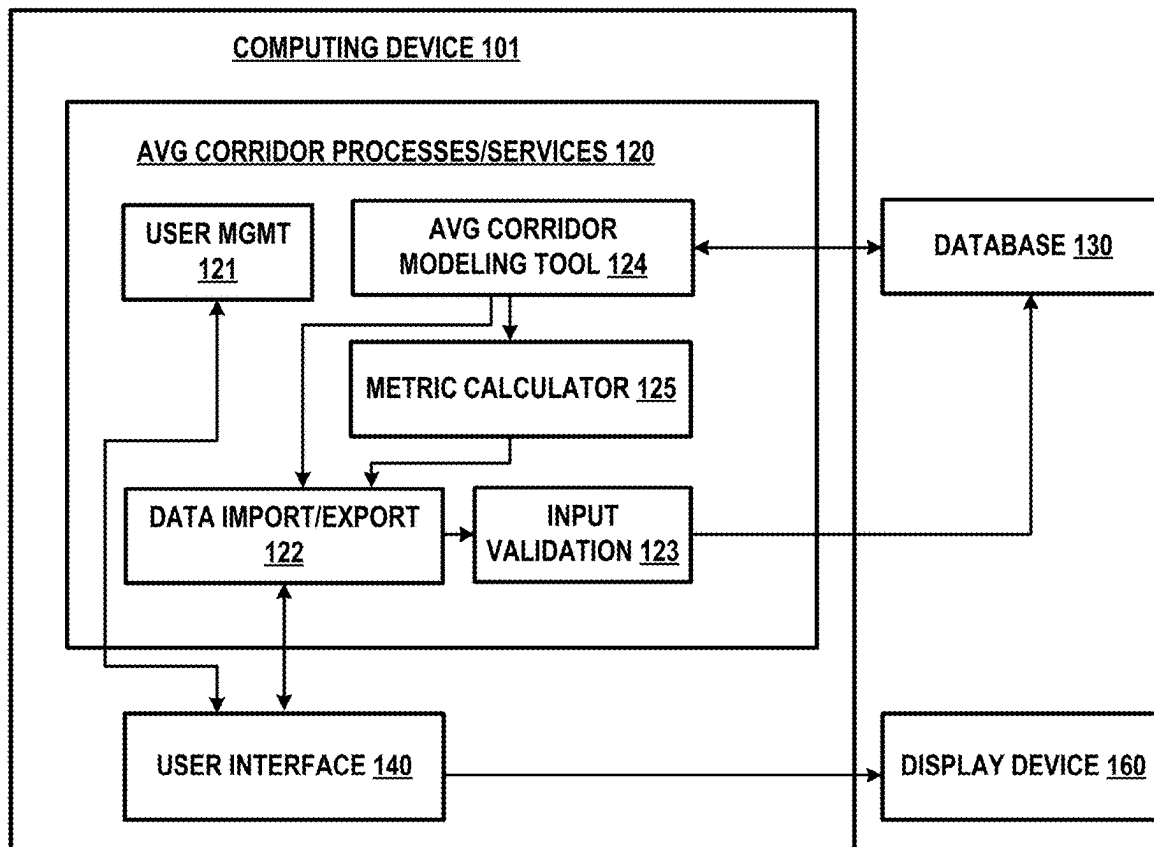 COMPUTING DEVICE 101
AVG CORRIDOR PROCESSES/SERVICES 120
USER MGMT
121
AVG CORRIDOR
MODELING TOOL 124
DATABASE 130
METRIC CALCULATOR 125
DATA IMPORT/EXPORT
122
INPUT
VALIDATION 123
USER INTERFACE 140
DISPLAY DEVICE 160